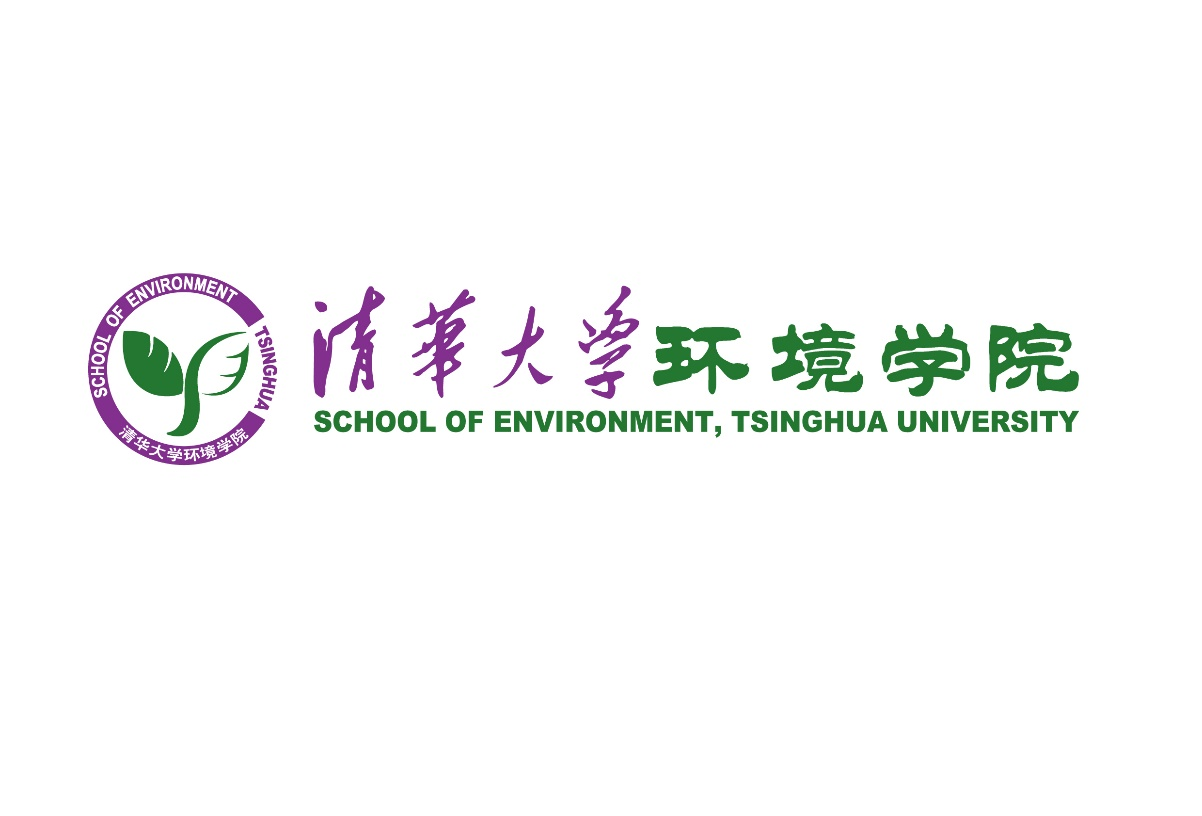 SCHOOL OF ENVIRONMENT
TSINGHUA
清华大学环境学院
清華大学环境学院
SCHOOL OF ENVIRONMENT, TSINGHUA UNIVERSITY